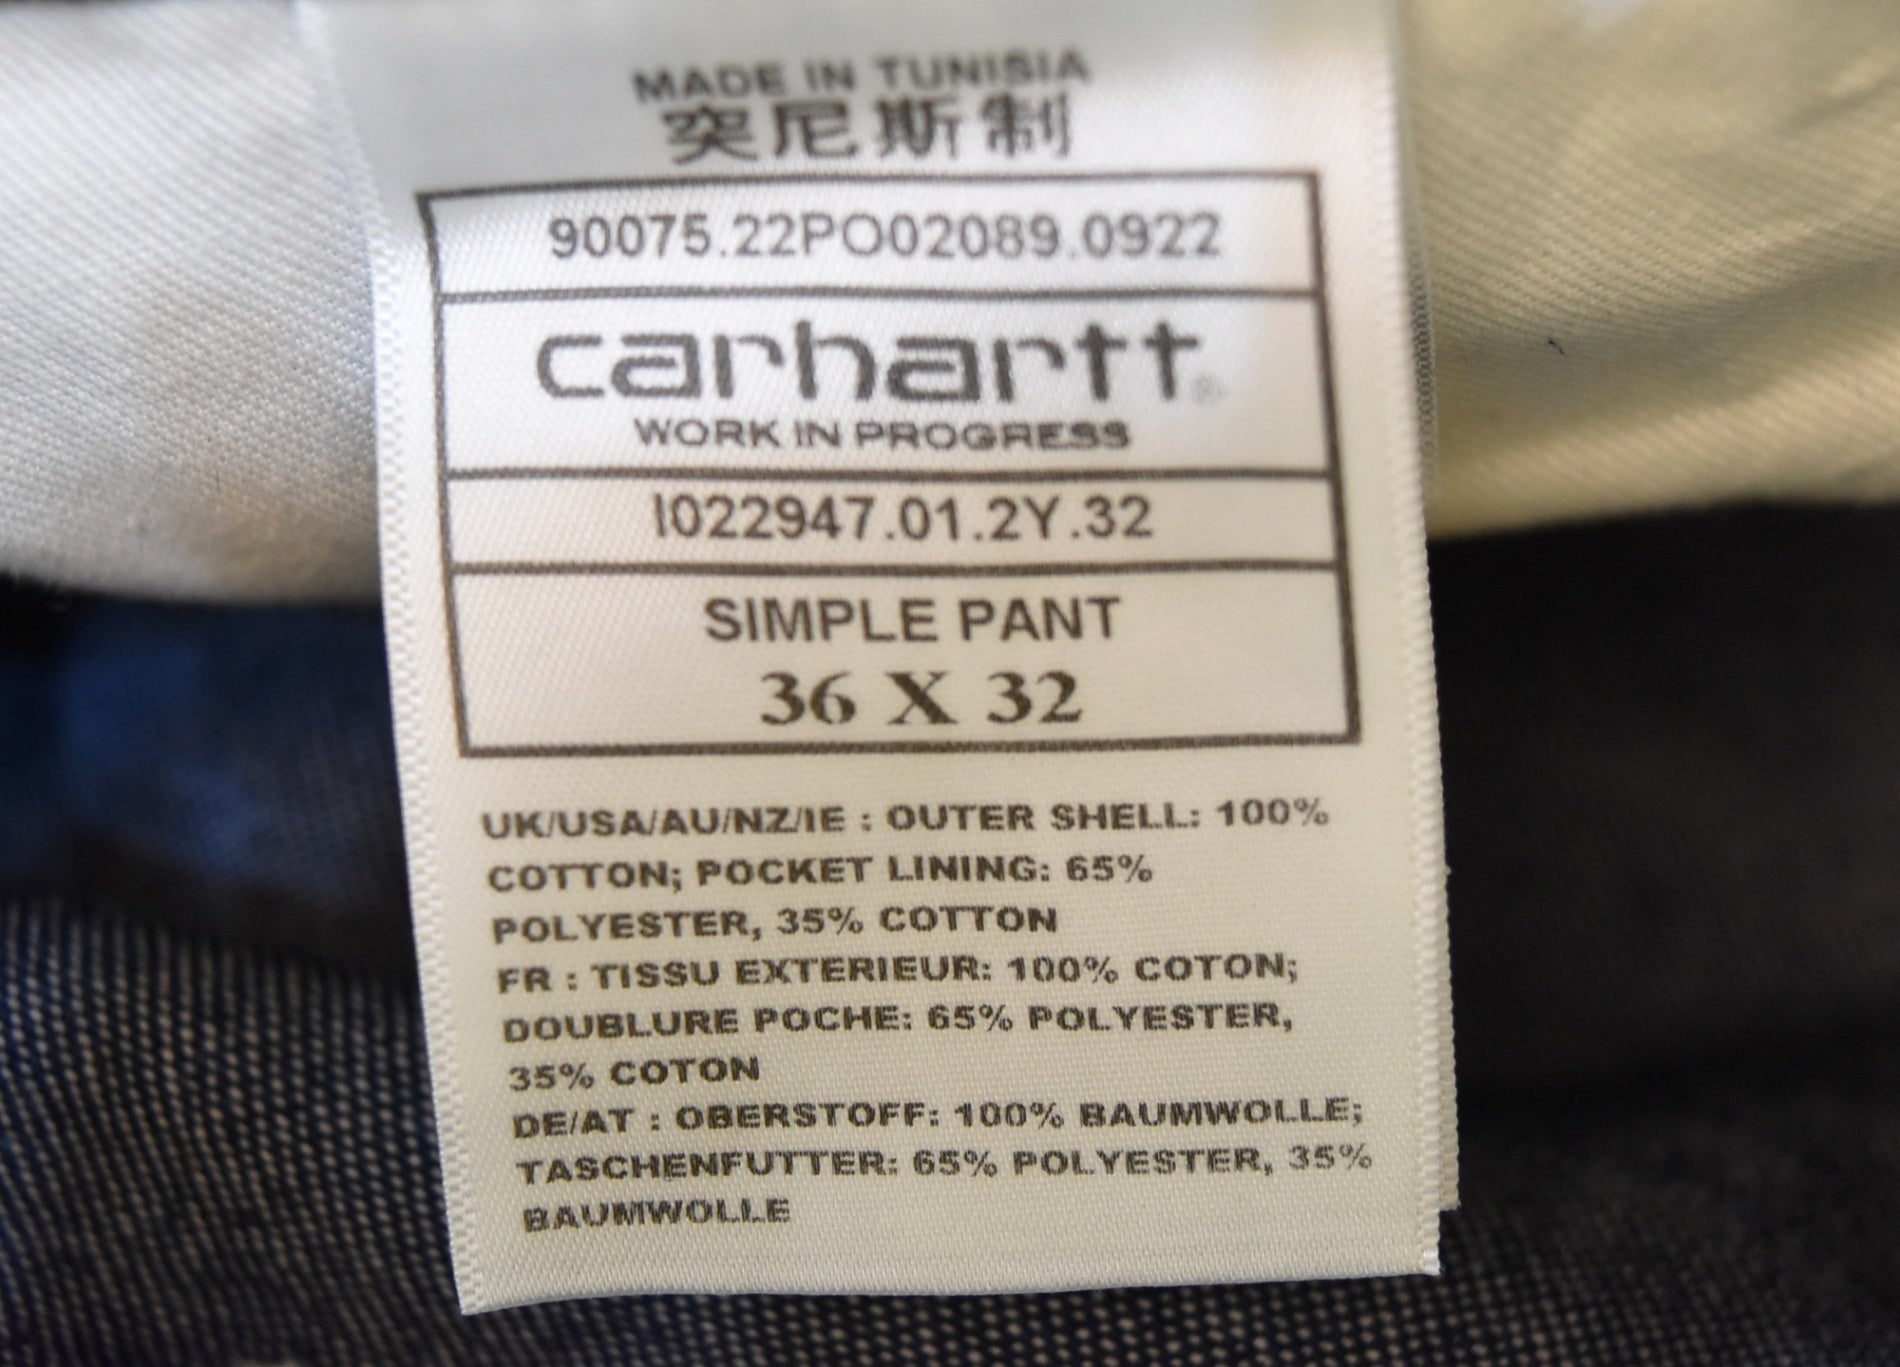 MADE IN TUNISIA
突尼斯制
90075.22PO02089.0922
carhartt®
WORK IN PROGRESS
I022947.01.2Y.32
SIMPLE PANT
36 X 32
UK/USA/AU/NZ/IE : OUTER SHELL: 100%
COTTON; POCKET LINING: 65%
POLYESTER, 35% COTTON
FR : TISSU EXTERIEUR: 100% COTON;
DOUBLURE POCHE: 65% POLYESTER,
35% COTON
DE/AT : OBERSTOFF: 100% BAUMWOLLE;
TASCHENFUTTER: 65% POLYESTER, 35%
BAUMWOLLE